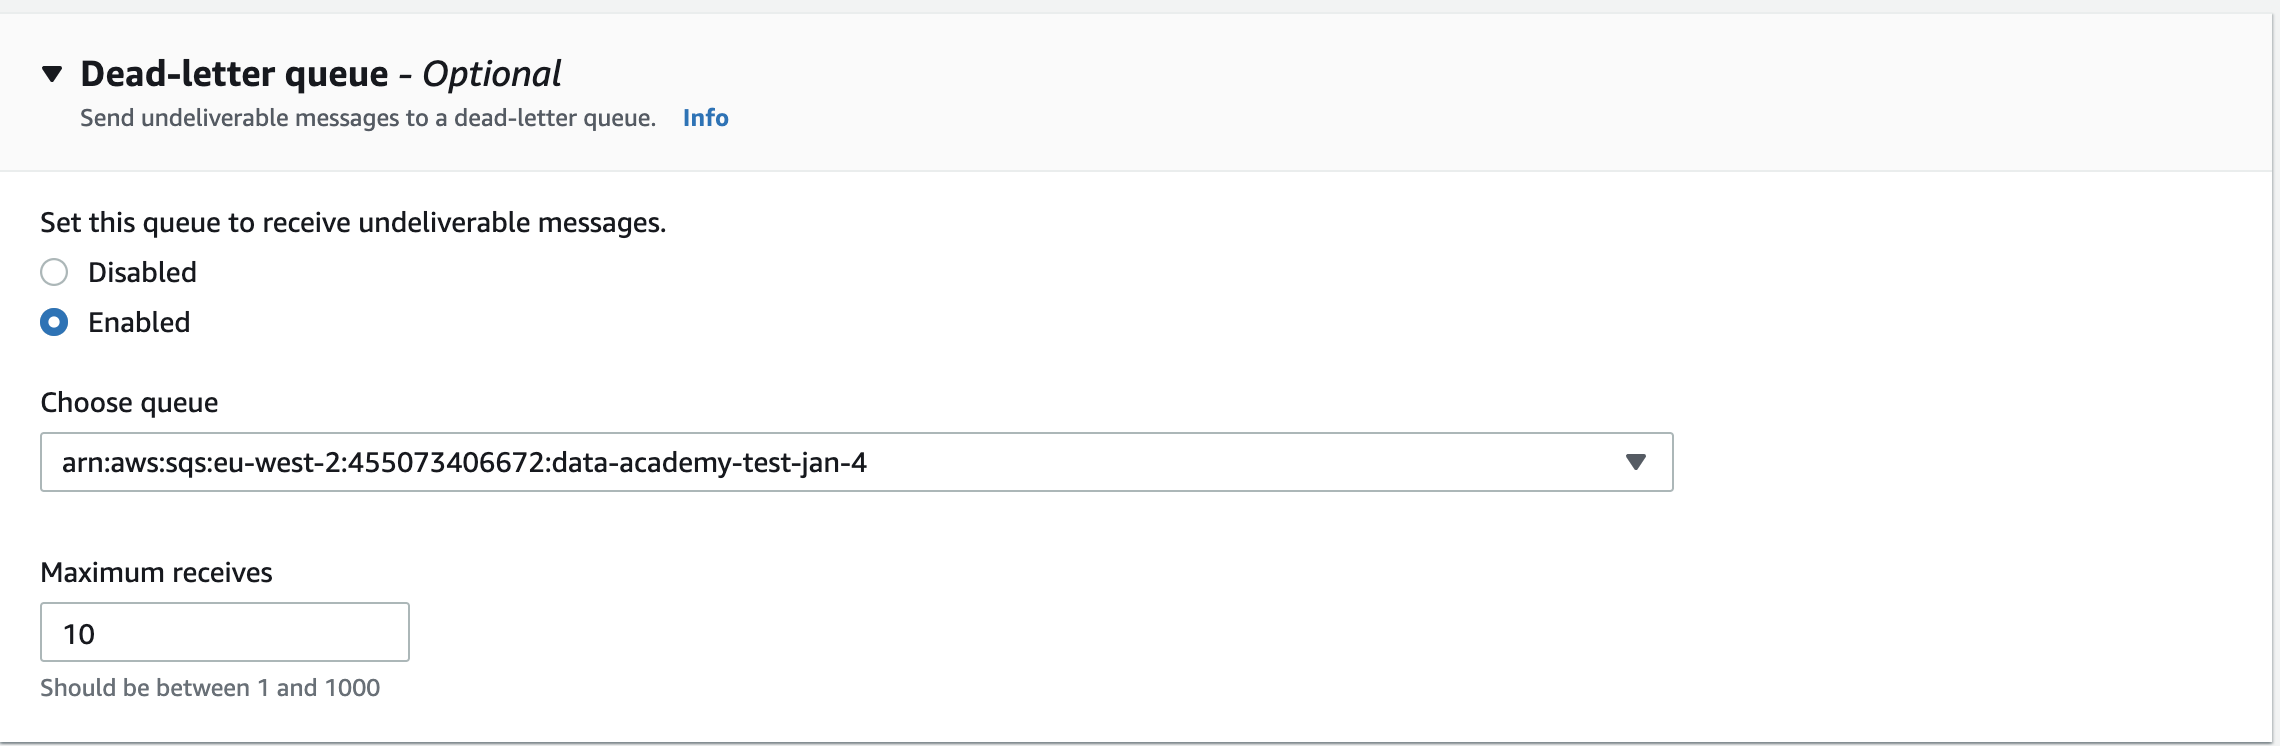 Dead-letter queue - Optional
Send undeliverable messages to a dead-letter queue. Info
Set this queue to receive undeliverable messages.
Disabled
Enabled
Choose queue
arn:aws:sqs:eu-west-2:455073406672:data-academy-test-jan-4
Maximum receives
10
Should be between 1 and 1000